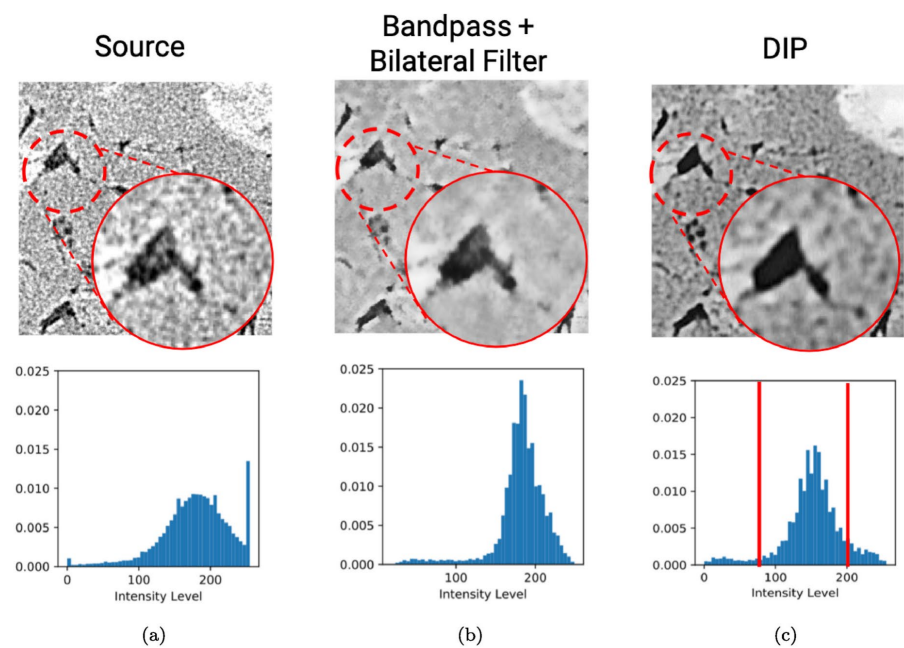 Source
Bandpass +
Bilateral Filter
DIP
0.025
0.020
0.015
0.010
0.005
0.000
0 100 200
Intensity Level
0.025
0.020
0.015
0.010
0.005
0.000
100 200
Intensity Level
0.025
0.020
0.015
0.010
0.005
0.000
0 100 200
Intensity Level
(a)
(b)
(c)